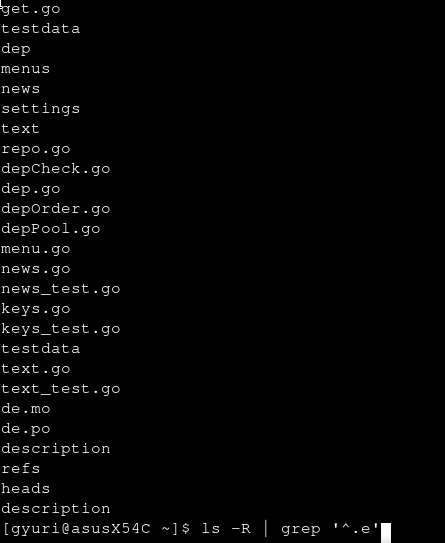 get.go
testdata
dep
menus
news
settings
text
repo.go
depCheck.go
dep.go
depOrder.go
depPool.go
menu.go
news.go
news_test.go
keys.go
keys_test.go
testdata
text.go
text_test.go
de.mo
de.po
description
refs
heads
description
[gyuri@asusX54C ~]$ ls -R | grep '^.e'